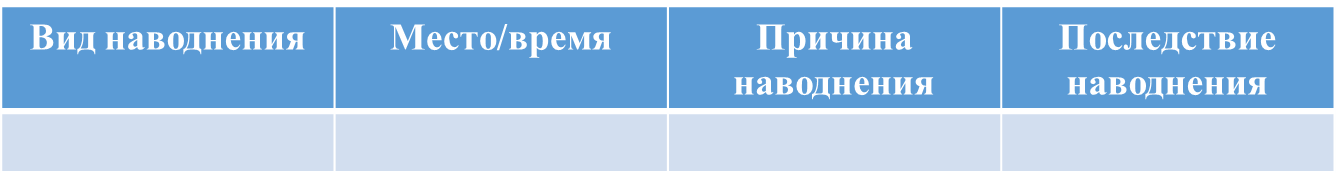 Вид наводнения
Место/время
Причина
наводнения
Последствие
наводнения